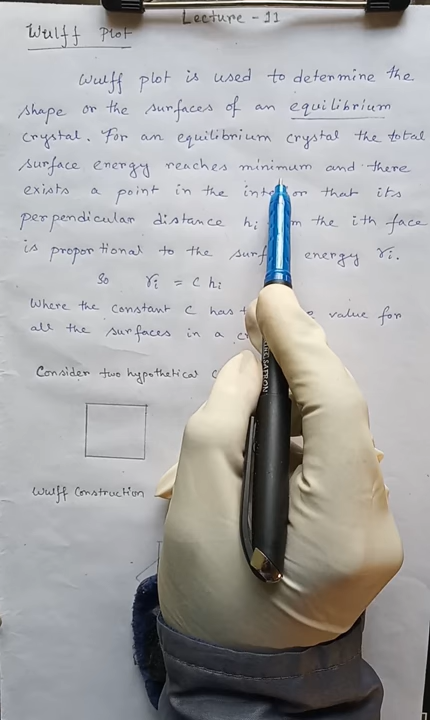 Lecture - 11
Wulff Plot
Wulff plot is used to determine the
shape or the surfaces of an equilibrium
crystal. For an equilibrium crystal the total
surface energy reaches minimum and there
exists a point in the inte or that its
perpendicular distance hi m the ith face
is proportional to the surf energy γi.
So γi = C hi
Where the constant C has value for
all the surfaces in a
Consider two hypothetical
Wulff Construction